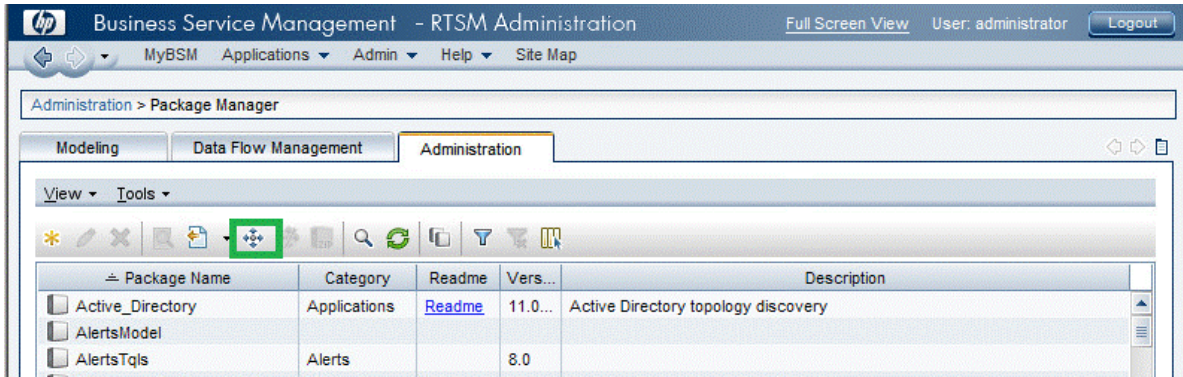 hp Business Service Management – RTSM Administration Full Screen View User: administrator Logout
MyBSM Applications Admin Help Site Map
Administration > Package Manager
Modeling Data Flow Management Administration
View Tools
Package Name Category Readme Vers... Description
Active_Directory Applications Readme 11.0... Active Directory topology discovery
AlertsModel
AlertsTqls Alerts 8.0